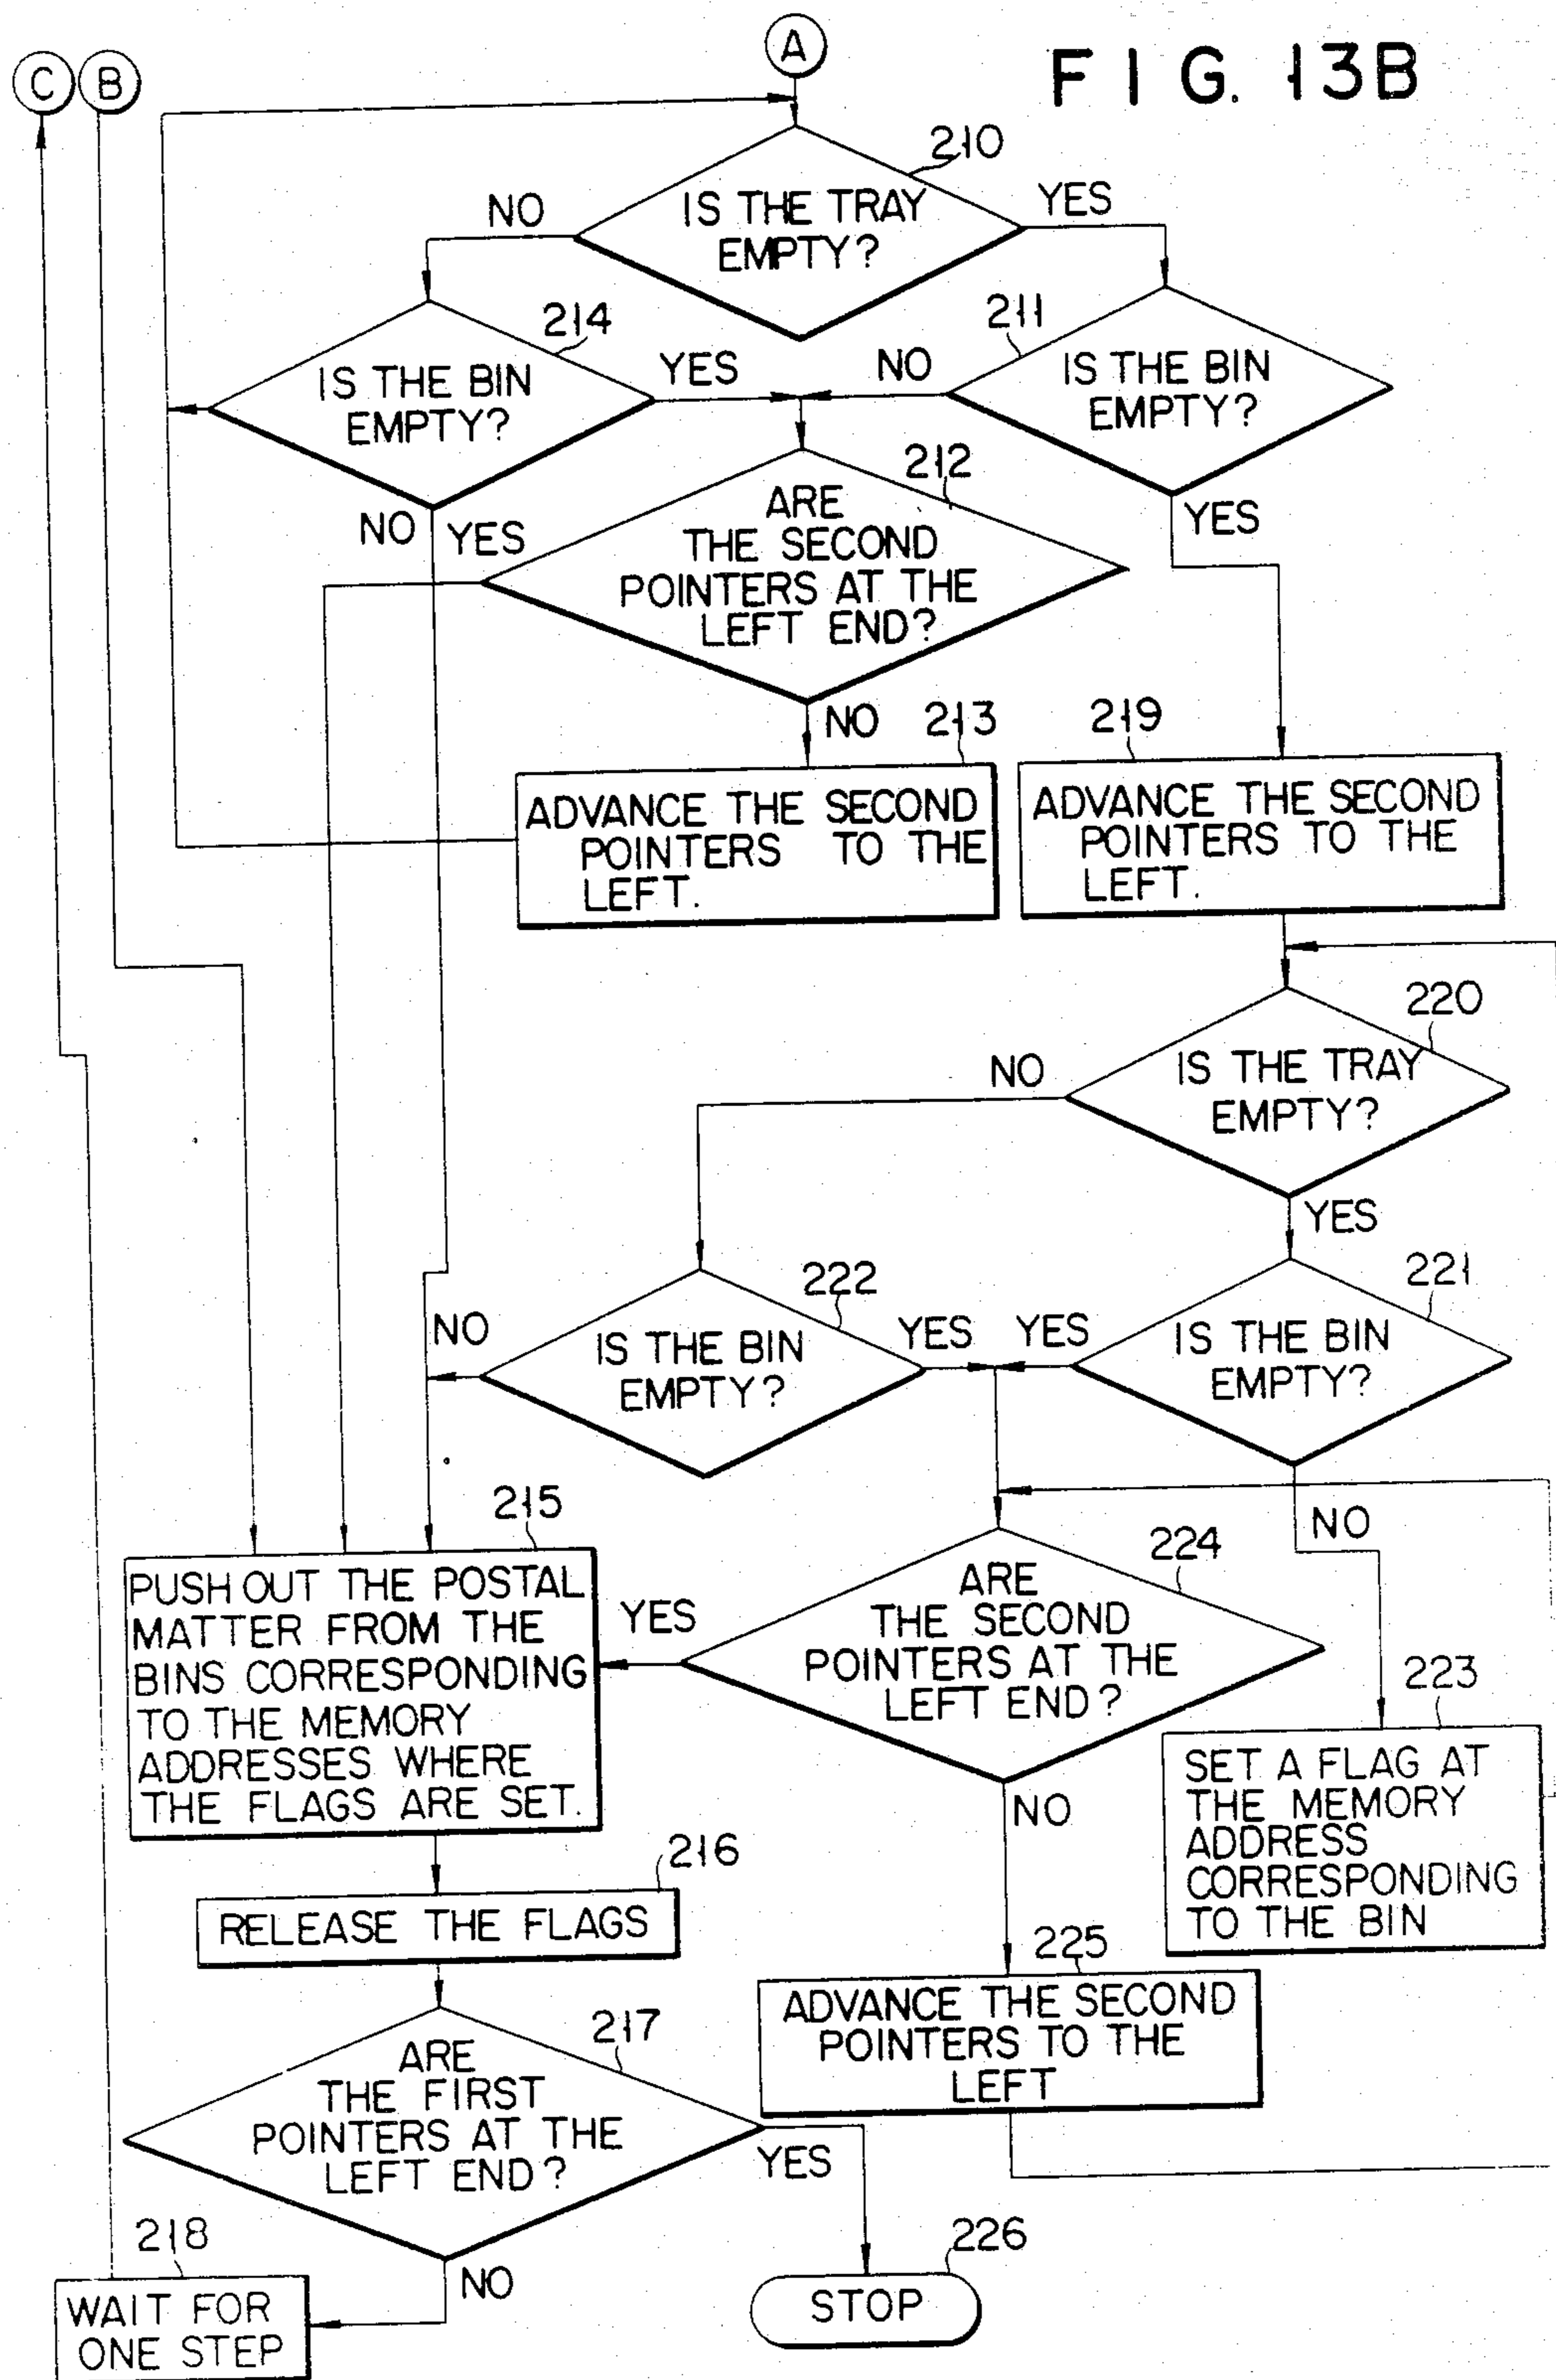 C
B
A
FIG. 13B
210
IS THE TRAY
EMPTY?
NO
YES
214
IS THE BIN
EMPTY?
YES
NO
211
IS THE BIN
EMPTY?
NO
YES
212
ARE
THE SECOND
POINTERS AT THE
LEFT END?
YES
NO
213
ADVANCE THE SECOND
POINTERS TO THE
LEFT.
219
ADVANCE THE SECOND
POINTERS TO THE
LEFT.
220
IS THE TRAY
EMPTY?
NO
YES
222
IS THE BIN
EMPTY?
NO
YES
221
IS THE BIN
EMPTY?
YES
NO
215
PUSH OUT THE POSTAL
MATTER FROM THE
BINS CORRESPONDING
TO THE MEMORY
ADDRESSES WHERE
THE FLAGS ARE SET.
224
ARE
THE SECOND
POINTERS AT THE
LEFT END?
YES
NO
223
SET A FLAG AT
THE MEMORY
ADDRESS
CORRESPONDING
TO THE BIN
216
RELEASE THE FLAGS
225
ADVANCE THE SECOND
POINTERS TO THE
LEFT
217
ARE
THE FIRST
POINTERS AT THE
LEFT END?
YES
NO
218
WAIT FOR
ONE STEP
226
STOP